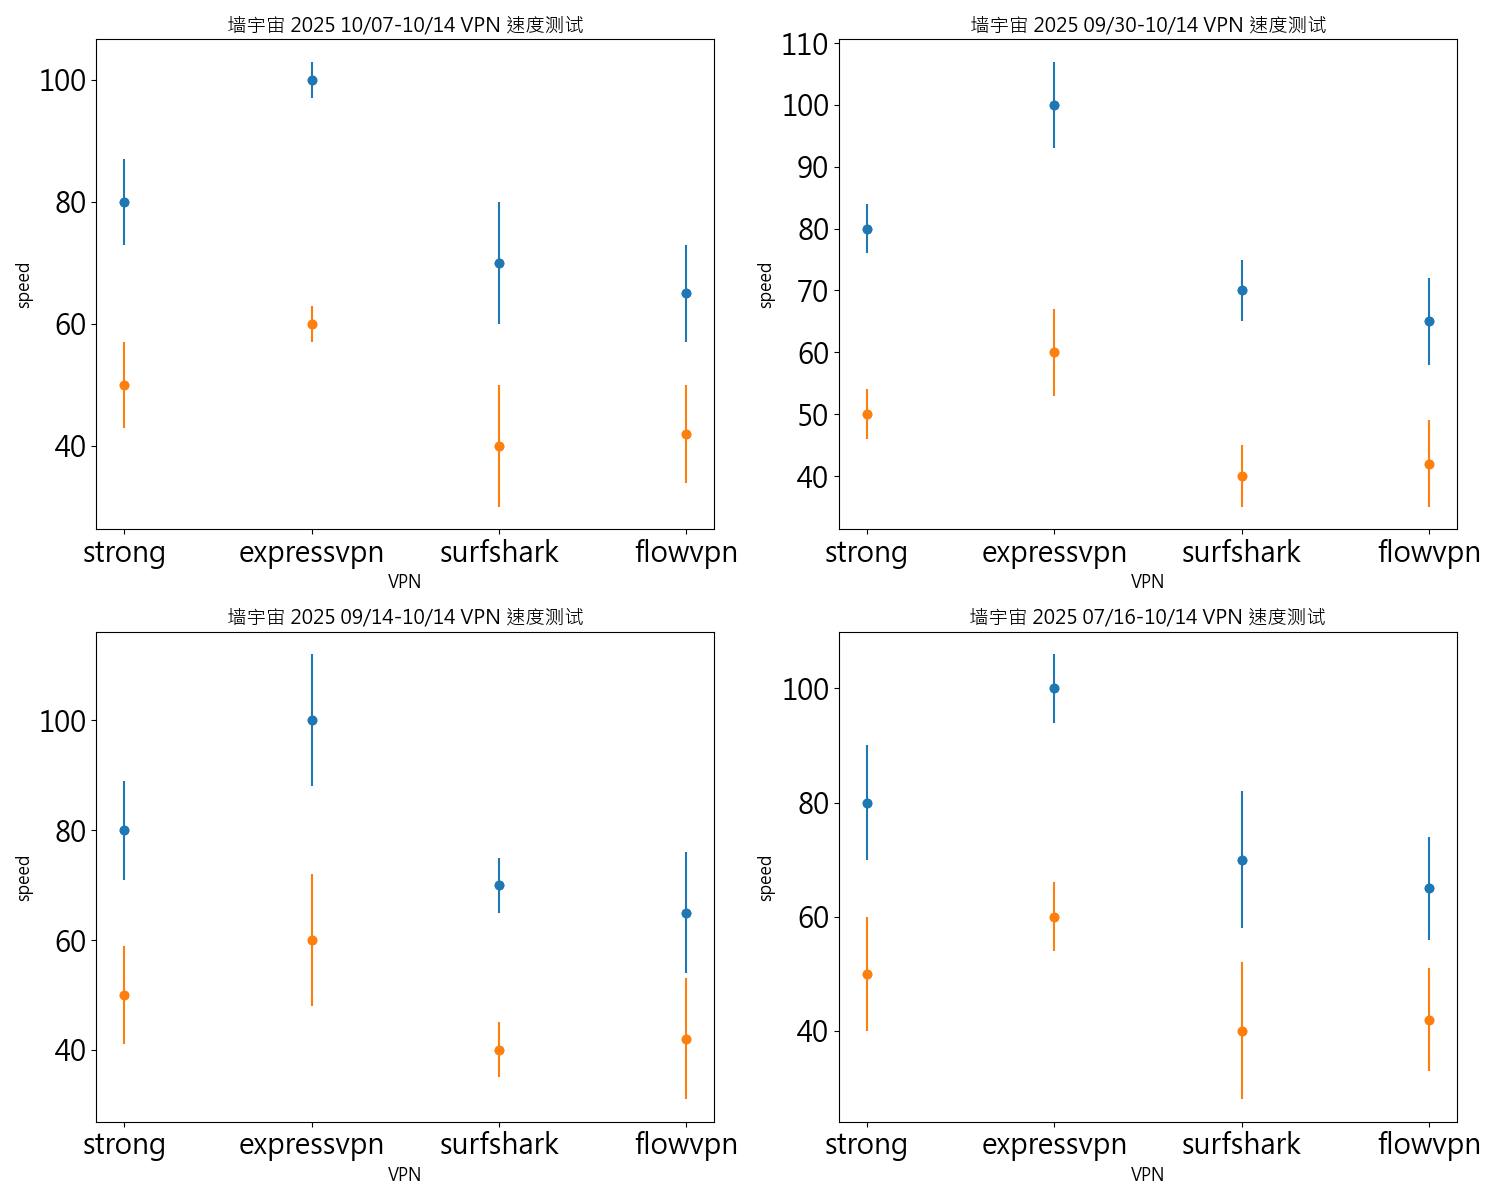 墙宇宙 2025 10/07-10/14 VPN 速度测试
100
80
60
40
speed
strong expressvpn surfshark flowvpn
VPN
墙宇宙 2025 09/30-10/14 VPN 速度测试
110
100
90
80
70
60
50
40
speed
strong expressvpn surfshark flowvpn
VPN
墙宇宙 2025 09/14-10/14 VPN 速度测试
100
80
60
40
speed
strong expressvpn surfshark flowvpn
VPN
墙宇宙 2025 07/16-10/14 VPN 速度测试
100
80
60
40
speed
strong expressvpn surfshark flowvpn
VPN